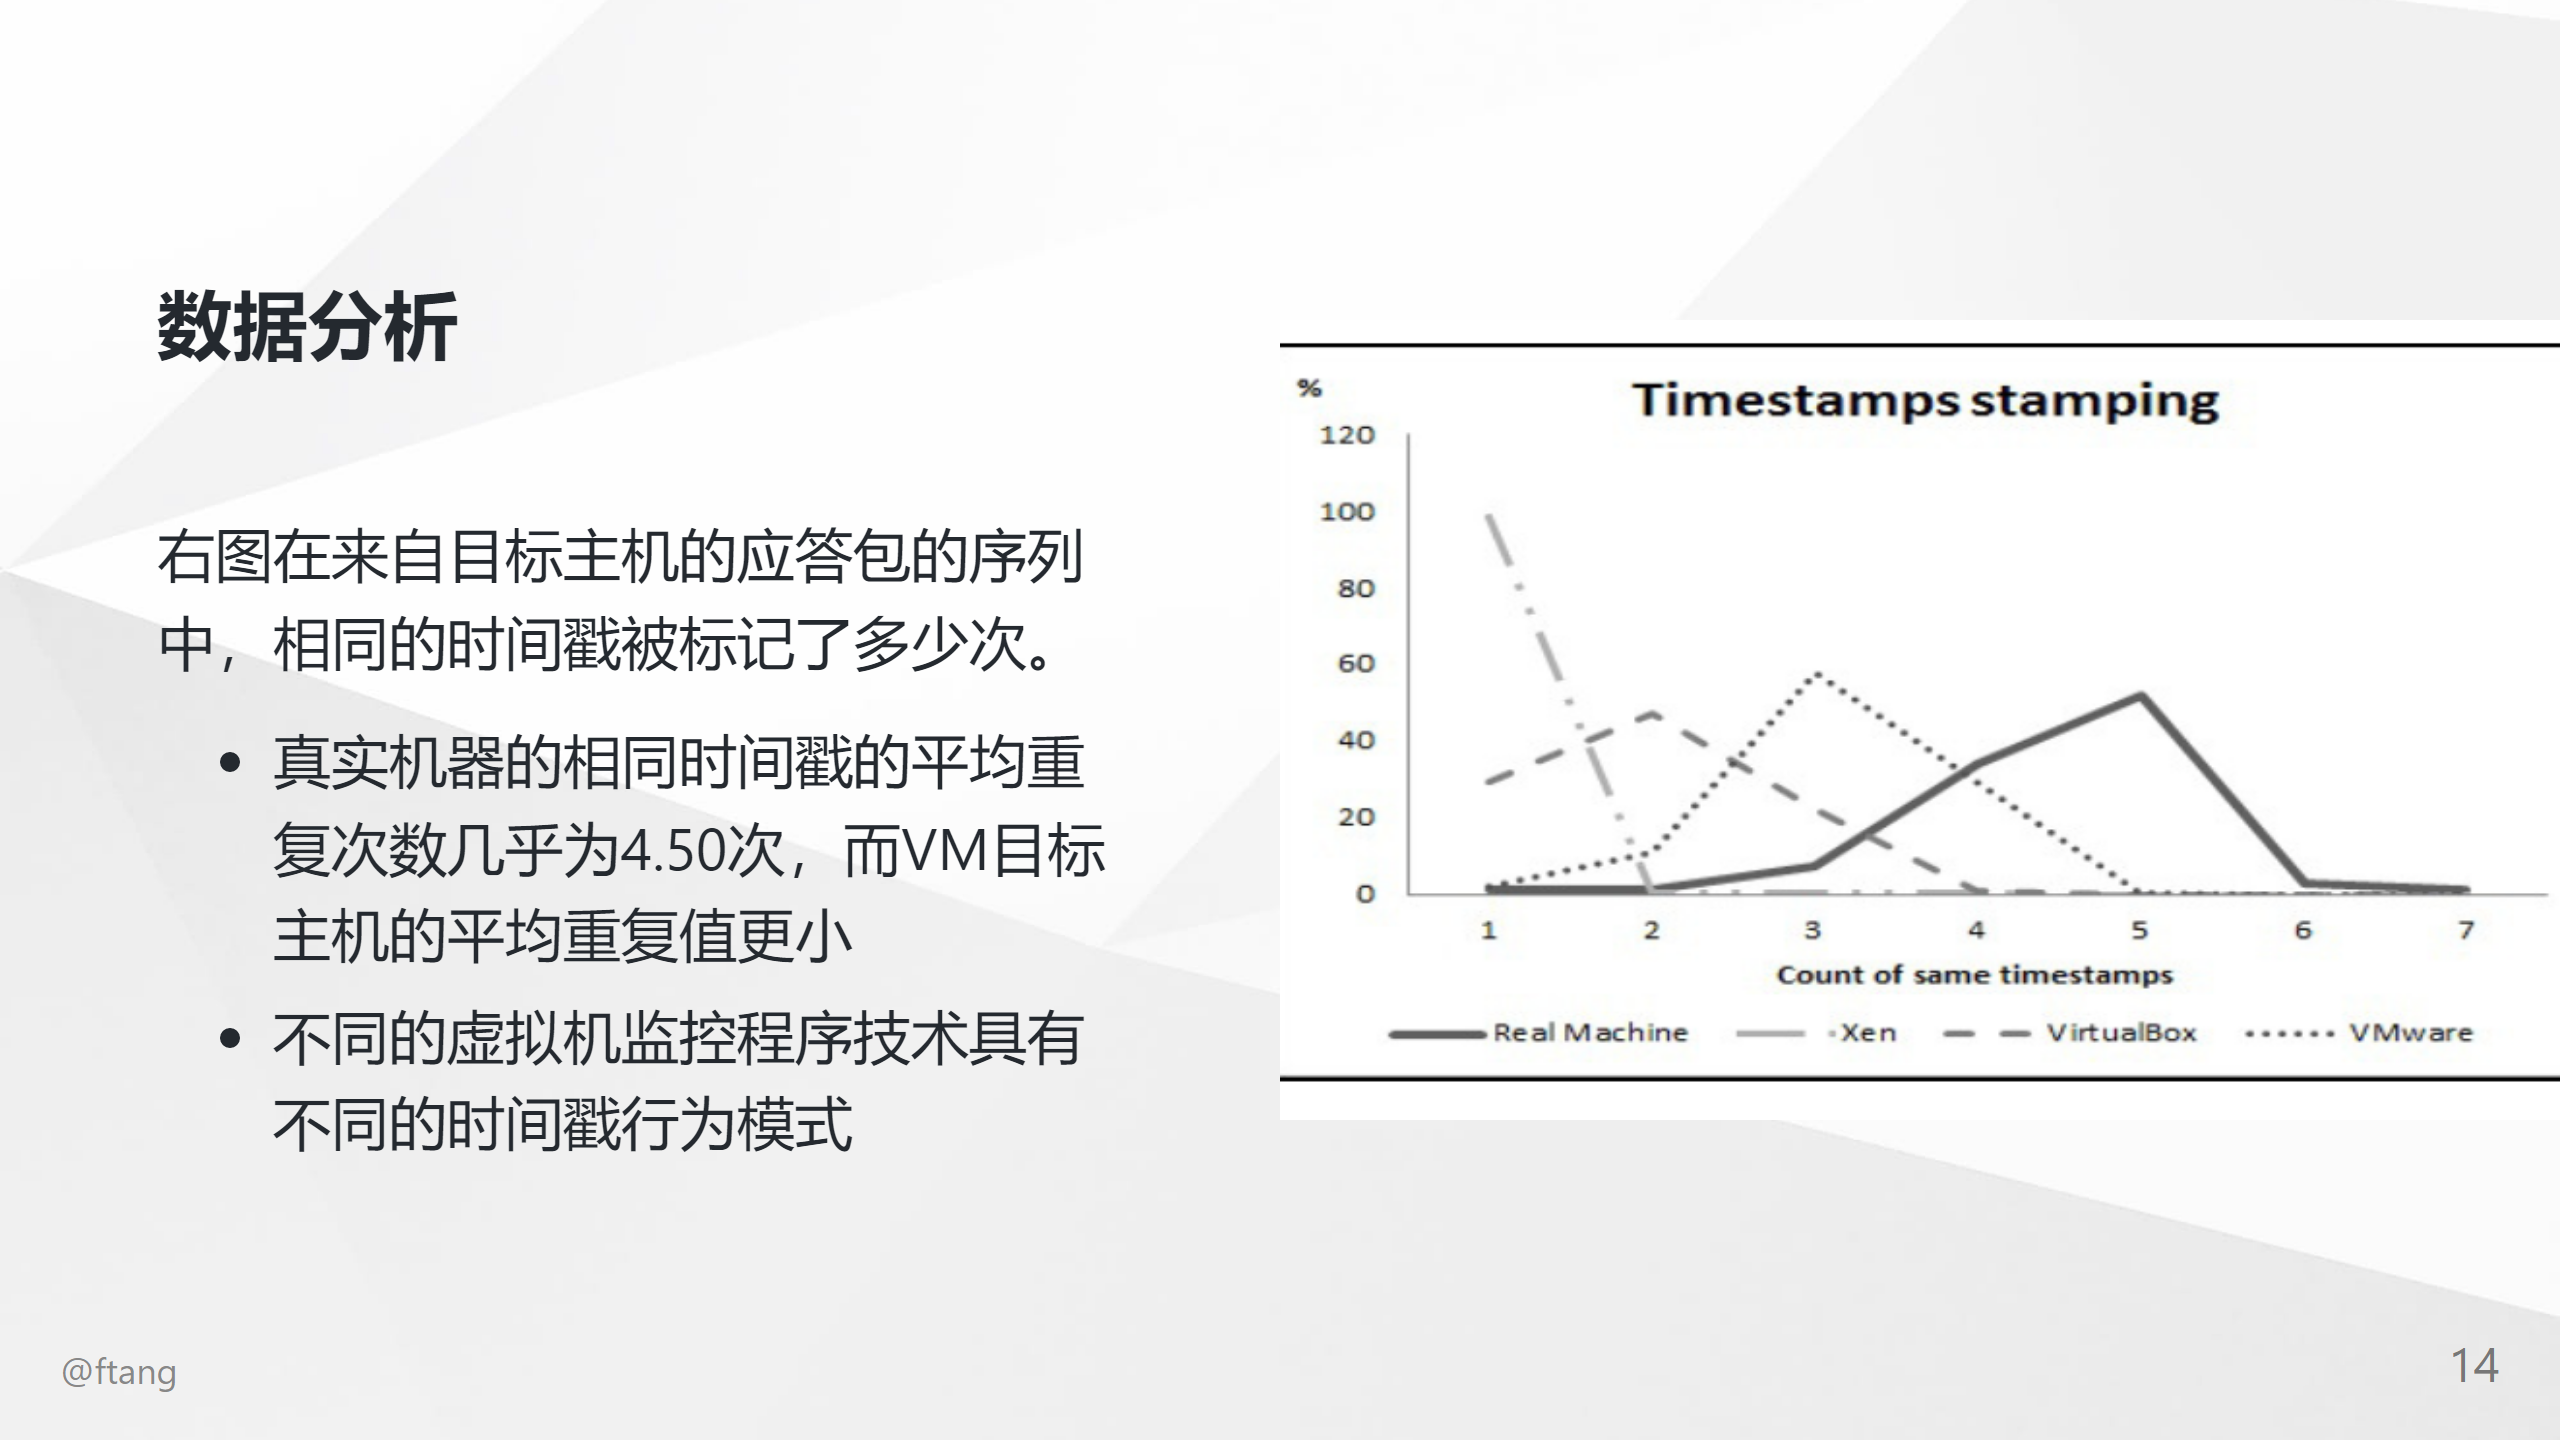 数据分析
右图在来自目标主机的应答包的序列
中，相同的时间戳被标记了多少次。
• 真实机器的相同时间戳的平均重
复次数几乎为4.50次，而VM目标
主机的平均重复值更小
• 不同的虚拟机监控程序技术具有
不同的时间戳行为模式
%
Timestamps stamping
120
100
80
60
40
20
0
1 2 3 4 5 6 7
Count of same timestamps
Real Machine Xen VirtualBox VMware
@ftang
14